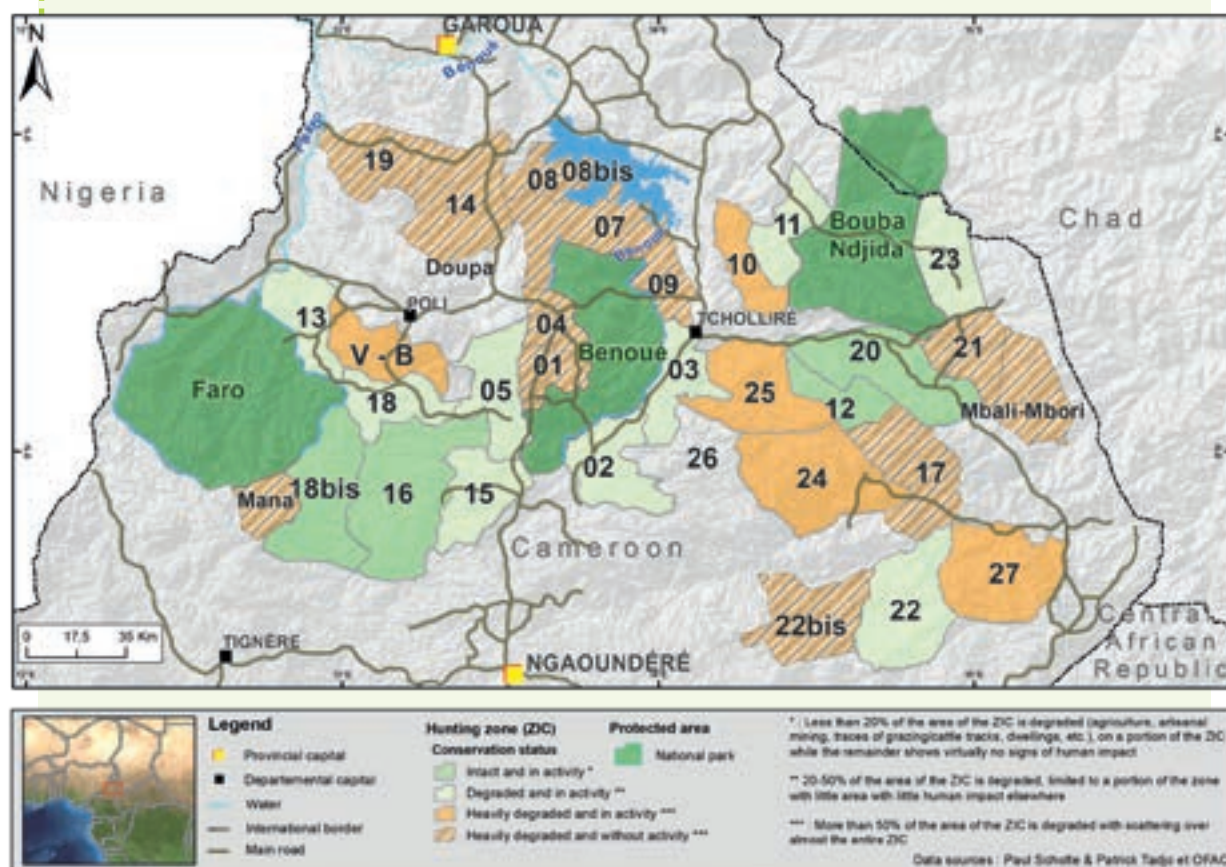 N
GAROUA
Bénoué
Faro
19
08
08bis
Nigeria
14
07
11
Bouba
Ndjida
Chad
Doupa
Bénoué
10
23
09
POLI
13
TCHOLLIRÉ
04
V - B
Benoue
20
21
01
03
05
Faro
25
18
12
Mbali-Mbori
02
26
Mana
18bis
16
15
24
17
Cameroon
27
22
22bis
0 17,5 35 Km
TIGNÈRE
NGAOUNDÉRÉ
Central
African
Republic
Legend
Provincial capital
Departemental capital
Water
International border
Main road
Hunting zone (ZIC)
Conservation status
Intact and in activity *
Degraded and in activity **
Heavily degraded and in activity ***
Heavily degraded and without activity ***
Protected area
National park
* : Less than 20% of the area of the ZIC is degraded (agriculture, artisanal
mining, traces of grazing/cattle tracks, dwellings, etc.), on a portion of the ZIC
while the remainder shows virtually no signs of human impact
** 20-50% of the area of the ZIC is degraded, limited to a portion of the zone
with little area with little human impact elsewhere
*** : More than 50% of the area of the ZIC is degraded with scattering over
almost the entire ZIC
Data sources : Paul Scholte & Patrick Tadjo et